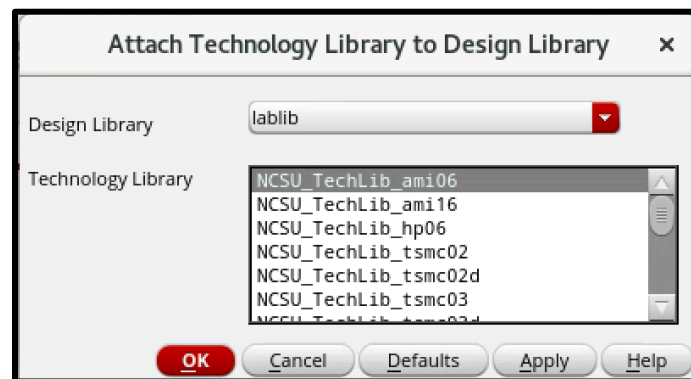 Attach Technology Library to Design Library ×
Design Library lablib
Technology Library NCSU_TechLib_ami06
NCSU_TechLib_ami16
NCSU_TechLib_hp06
NCSU_TechLib_tsmc02
NCSU_TechLib_tsmc02d
NCSU_TechLib_tsmc03
NCSU_TechLib_tsmc03d
OK Cancel Defaults Apply Help